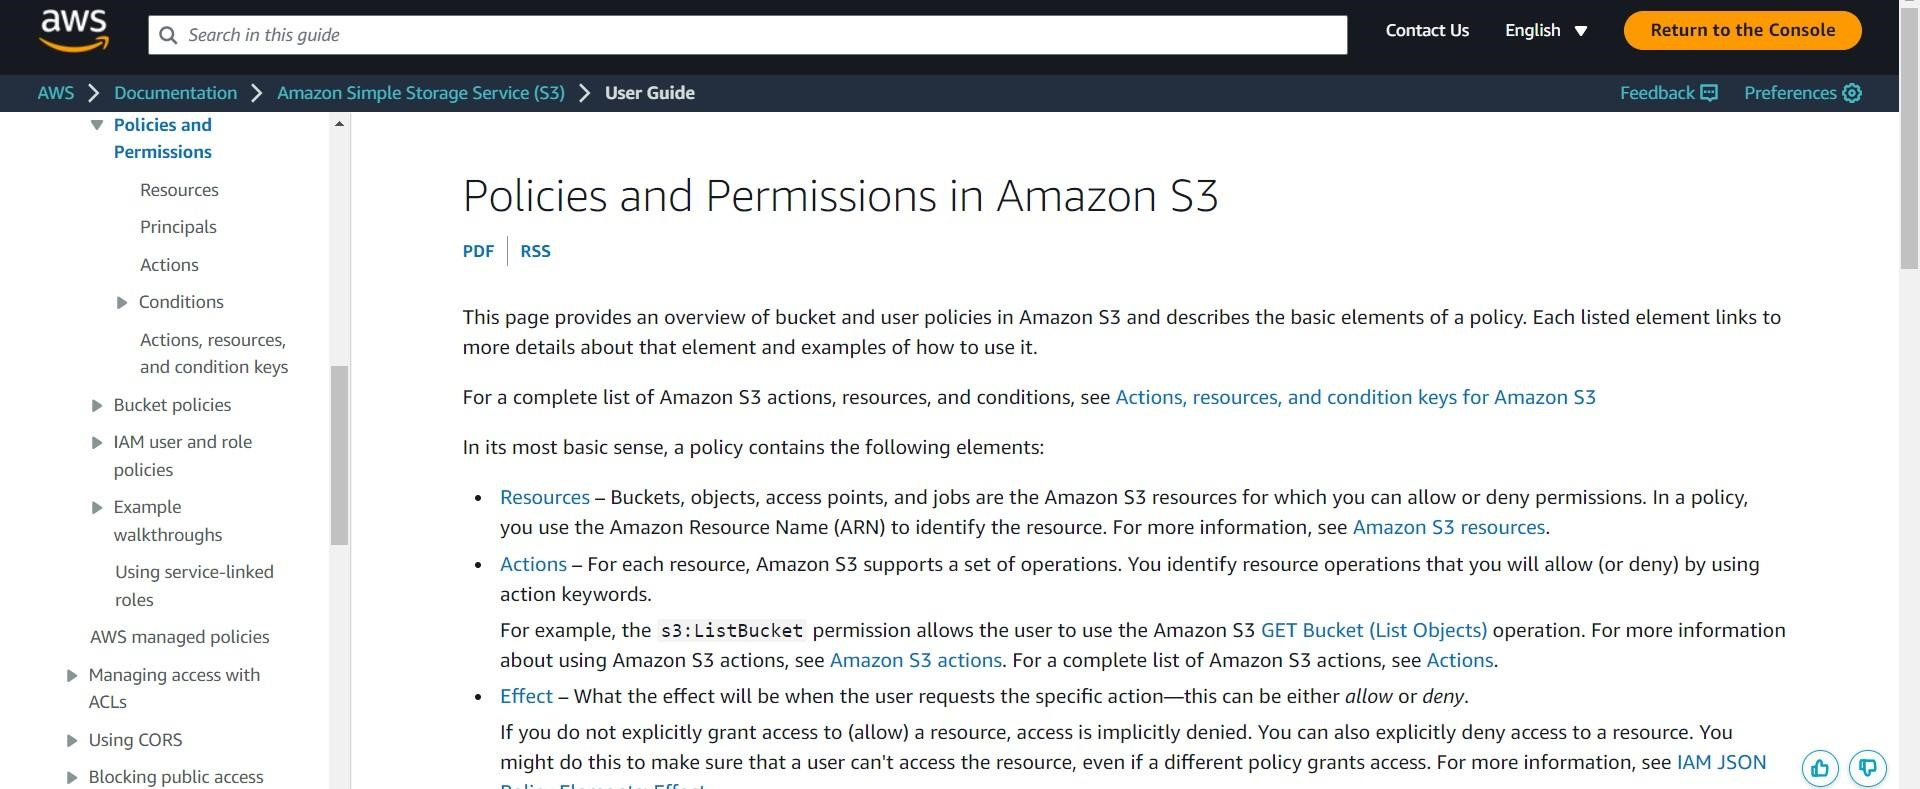 aws
Search in this guide
Contact Us
English
Return to the Console
AWS
Documentation
Amazon Simple Storage Service (S3)
User Guide
Feedback
Preferences
Policies and
Permissions
Resources
Principals
Actions
Conditions
Actions, resources,
and condition keys
Bucket policies
IAM user and role
policies
Example
walkthroughs
Using service-linked
roles
AWS managed policies
Managing access with
ACLs
Using CORS
Blocking public access
Policies and Permissions in Amazon S3
PDF
RSS
This page provides an overview of bucket and user policies in Amazon S3 and describes the basic elements of a policy. Each listed element links to
more details about that element and examples of how to use it.
For a complete list of Amazon S3 actions, resources, and conditions, see Actions, resources, and condition keys for Amazon S3
In its most basic sense, a policy contains the following elements:
• Resources – Buckets, objects, access points, and jobs are the Amazon S3 resources for which you can allow or deny permissions. In a policy,
you use the Amazon Resource Name (ARN) to identify the resource. For more information, see Amazon S3 resources.
• Actions – For each resource, Amazon S3 supports a set of operations. You identify resource operations that you will allow (or deny) by using
action keywords.
For example, the s3:ListBucket permission allows the user to use the Amazon S3 GET Bucket (List Objects) operation. For more information
about using Amazon S3 actions, see Amazon S3 actions. For a complete list of Amazon S3 actions, see Actions.
• Effect – What the effect will be when the user requests the specific action—this can be either allow or deny.
If you do not explicitly grant access to (allow) a resource, access is implicitly denied. You can also explicitly deny access to a resource. You
might do this to make sure that a user can't access the resource, even if a different policy grants access. For more information, see IAM JSON